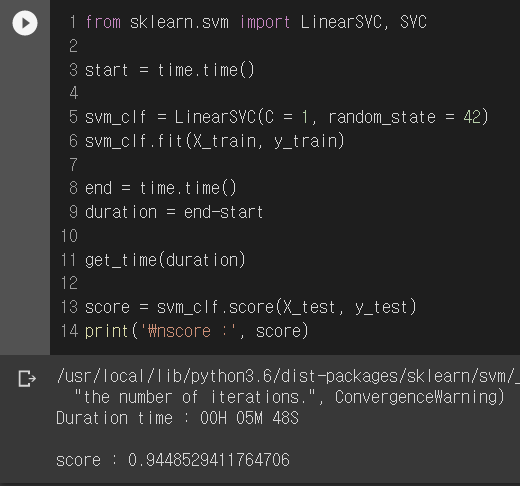 1 from sklearn.svm import LinearSVC, SVC
2
3 start = time.time()
4
5 svm_clf = LinearSVC(C = 1, random_state = 42)
6 svm_clf.fit(X_train, y_train)
7
8 end = time.time()
9 duration = end-start
10
11 get_time(duration)
12
13 score = svm_clf.score(X_test, y_test)
14 print('₩nscore :', score)
/usr/local/lib/python3.6/dist-packages/sklearn/svm/_
"the number of iterations.", ConvergenceWarning)
Duration time : 00H 05M 48S
score : 0.9448529411764706